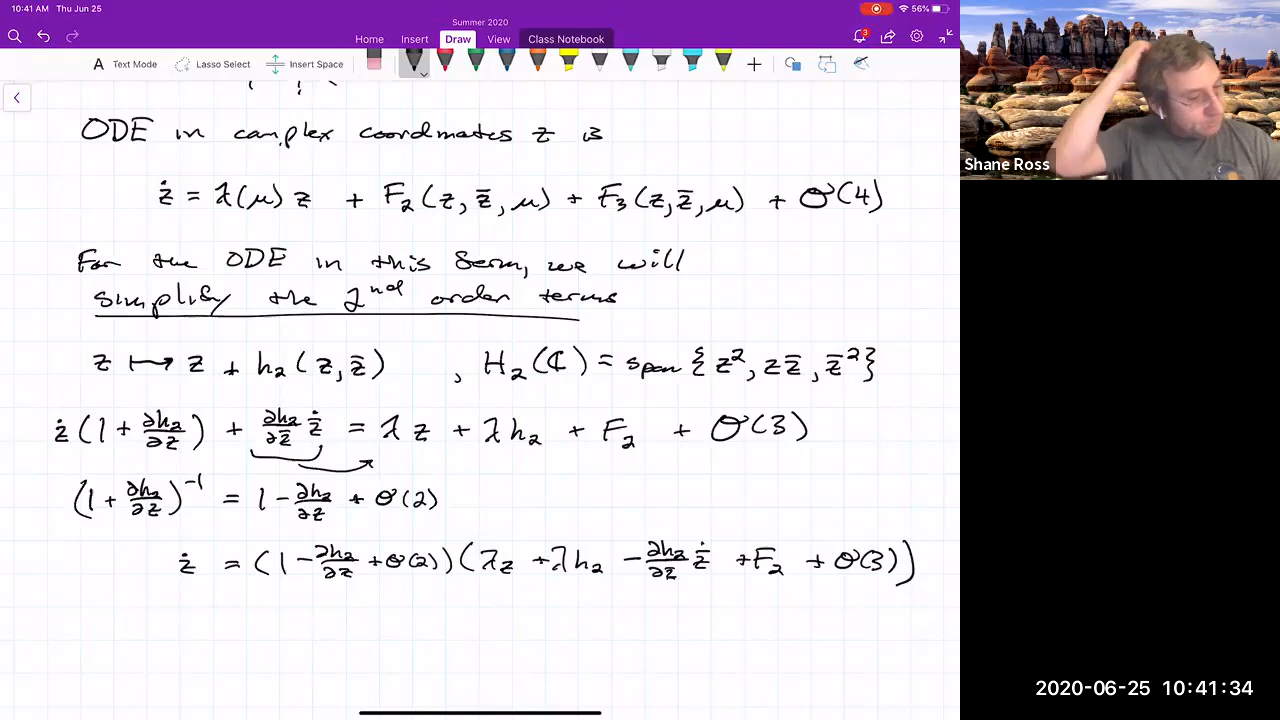 10:41 AM Thu Jun 25
56%
Summer 2020
Home Insert Draw View Class Notebook
3
Text Mode Lasso Select Insert Space
ODE in complex coordinates z is
ż = λ(μ) z + F₂(z, z̄, μ) + F₃(z, z̄, μ) + O(4)
For the ODE in this form, we will
simplify the 2ⁿᵈ order terms
z ↦ z + h₂(z, z̄) , H₂(ℂ) = span {z², z z̄, z̄²}
ż(1 + ∂h₂/∂z) + ∂h₂/∂z̄ ż̄ = λ z + λ h₂ + F₂ + O(3)
(1 + ∂h₂/∂z)⁻¹ = 1 - ∂h₂/∂z + O(2)
ż = (1 - ∂h₂/∂z + O(2))(λz + λh₂ - ∂h₂/∂z̄ ż̄ + F₂ + O(3))
Shane Ross
2020-06-25 10:41:34